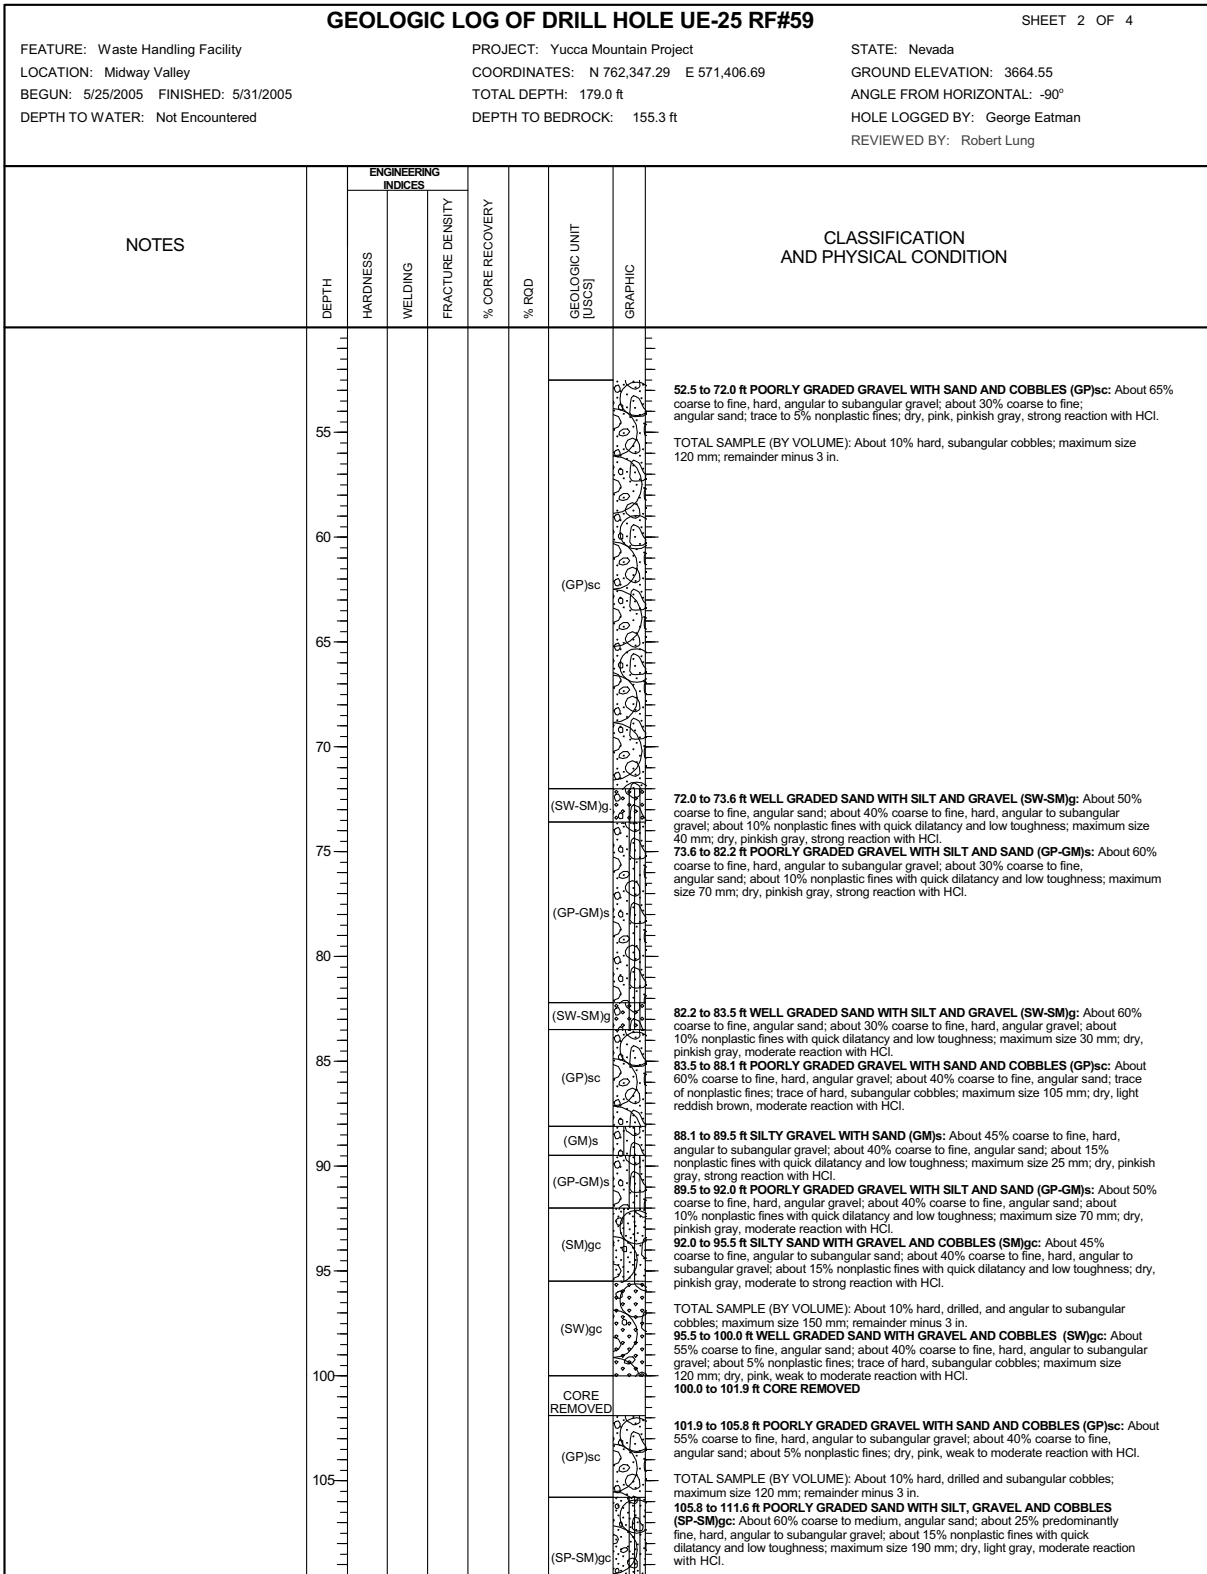 GEOLOGIC LOG OF DRILL HOLE UE-25 RF#59
SHEET 2 OF 4
FEATURE: Waste Handling Facility
PROJECT: Yucca Mountain Project
STATE: Nevada
LOCATION: Midway Valley
COORDINATES: N 762,347.29 E 571,406.69
GROUND ELEVATION: 3664.55
BEGUN: 5/25/2005 FINISHED: 5/31/2005
TOTAL DEPTH: 179.0 ft
ANGLE FROM HORIZONTAL: -90°
DEPTH TO WATER: Not Encountered
DEPTH TO BEDROCK: 155.3 ft
HOLE LOGGED BY: George Eatman
REVIEWED BY: Robert Lung
NOTES
DEPTH
ENGINEERING
INDICES
HARDNESS
WELDING
FRACTURE DENSITY
% CORE RECOVERY
% RQD
GEOLOGIC UNIT
[USCS]
GRAPHIC
CLASSIFICATION
AND PHYSICAL CONDITION
52.5 to 72.0 ft POORLY GRADED GRAVEL WITH SAND AND COBBLES (GP)sc: About 65%
coarse to fine, hard, angular to subangular gravel; about 30% coarse to fine;
angular sand; trace to 5% nonplastic fines; dry, pink, pinkish gray, strong reaction with HCl.
55
TOTAL SAMPLE (BY VOLUME): About 10% hard, subangular cobbles; maximum size
120 mm; remainder minus 3 in.
60
(GP)sc
65
70
(SW-SM)g
72.0 to 73.6 ft WELL GRADED SAND WITH SILT AND GRAVEL (SW-SM)g: About 50%
coarse to fine, angular sand; about 40% coarse to fine, hard, angular to subangular
gravel; about 10% nonplastic fines with quick dilatancy and low toughness; maximum size
40 mm; dry, pinkish gray, strong reaction with HCl.
75
73.6 to 82.2 ft POORLY GRADED GRAVEL WITH SILT AND SAND (GP-GM)s: About 60%
coarse to fine, hard, angular to subangular gravel; about 30% coarse to fine,
angular sand; about 10% nonplastic fines with quick dilatancy and low toughness; maximum
size 70 mm; dry, pinkish gray, strong reaction with HCl.
(GP-GM)s
80
(SW-SM)g
82.2 to 83.5 ft WELL GRADED SAND WITH SILT AND GRAVEL (SW-SM)g: About 60%
coarse to fine, angular sand; about 30% coarse to fine, hard, angular gravel; about
10% nonplastic fines with quick dilatancy and low toughness; maximum size 30 mm; dry,
pinkish gray, moderate reaction with HCl.
85
(GP)sc
83.5 to 88.1 ft POORLY GRADED GRAVEL WITH SAND AND COBBLES (GP)sc: About
60% coarse to fine, hard, angular gravel; about 40% coarse to fine, angular sand; trace
of nonplastic fines; trace of hard, subangular cobbles; maximum size 105 mm; dry, light
reddish brown, moderate reaction with HCl.
(GM)s
88.1 to 89.5 ft SILTY GRAVEL WITH SAND (GM)s: About 45% coarse to fine, hard,
angular to subangular gravel; about 40% coarse to fine, angular sand; about 15%
nonplastic fines with quick dilatancy and low toughness; maximum size 25 mm; dry, pinkish
gray, strong reaction with HCl.
90
(GP-GM)s
89.5 to 92.0 ft POORLY GRADED GRAVEL WITH SILT AND SAND (GP-GM)s: About 50%
coarse to fine, hard, angular gravel; about 40% coarse to fine, angular sand; about
10% nonplastic fines with quick dilatancy and low toughness; maximum size 70 mm; dry,
pinkish gray, moderate reaction with HCl.
(SM)gc
92.0 to 95.5 ft SILTY SAND WITH GRAVEL AND COBBLES (SM)gc: About 45%
coarse to fine, angular to subangular sand; about 40% coarse to fine, hard, angular to
subangular gravel; about 15% nonplastic fines with quick dilatancy and low toughness; dry,
pinkish gray, moderate to strong reaction with HCl.
95
TOTAL SAMPLE (BY VOLUME): About 10% hard, drilled, and angular to subangular
cobbles; maximum size 150 mm; remainder minus 3 in.
(SW)gc
95.5 to 100.0 ft WELL GRADED SAND WITH GRAVEL AND COBBLES (SW)gc: About
55% coarse to fine, angular sand; about 40% coarse to fine, hard, angular to subangular
gravel; about 5% nonplastic fines; trace of hard, subangular cobbles; maximum size
120 mm; dry, pink, weak to moderate reaction with HCl.
100
CORE
REMOVED
100.0 to 101.9 ft CORE REMOVED
(GP)sc
101.9 to 105.8 ft POORLY GRADED GRAVEL WITH SAND AND COBBLES (GP)sc: About
55% coarse to fine, hard, angular to subangular gravel; about 40% coarse to fine,
angular sand; about 5% nonplastic fines; dry, pink, weak to moderate reaction with HCl.
105
TOTAL SAMPLE (BY VOLUME): About 10% hard, drilled and subangular cobbles;
maximum size 120 mm; remainder minus 3 in.
105.8 to 111.6 ft POORLY GRADED SAND WITH SILT, GRAVEL AND COBBLES
(SP-SM)gc: About 60% coarse to medium, angular sand; about 25% predominantly
fine, hard, angular to subangular gravel; about 15% nonplastic fines with quick
dilatancy and low toughness; maximum size 190 mm; dry, light gray, moderate reaction
with HCl.
(SP-SM)gc